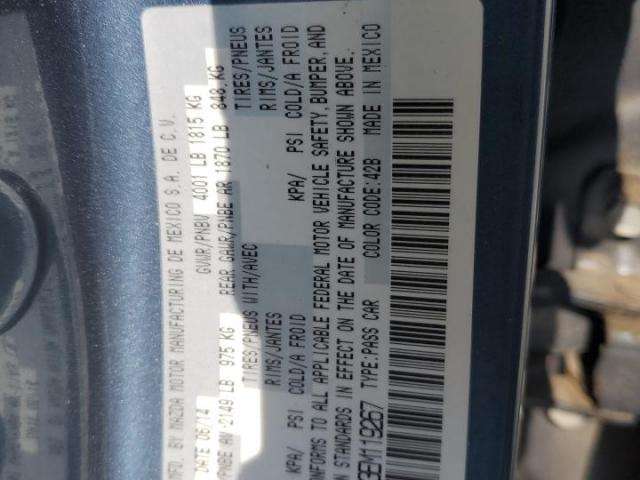 MFD. BY MAZDA MOTOR MANUFACTURING DE MEXICO S.A. DE C.V.
DATE 06/14 GVWR/PNBV 4001 LB 1815 KG
PNBE AV 2149 LB 975 KG REAR GAWR/PNBE AR 1870 LB 848 KG
TIRES/PNEUS WITH/AVEC TIRES/PNEUS
RIMS/JANTES RIMS/JANTES
KPA/ PSI COLD/A FROID KPA/ PSI COLD/A FROID
CONFORMS TO ALL APPLICABLE FEDERAL MOTOR VEHICLE SAFETY, BUMPER, AND
STANDARDS IN EFFECT ON THE DATE OF MANUFACTURE SHOWN ABOVE.
3EM119267 TYPE:PASS CAR COLOR CODE:42B MADE IN MEXICO